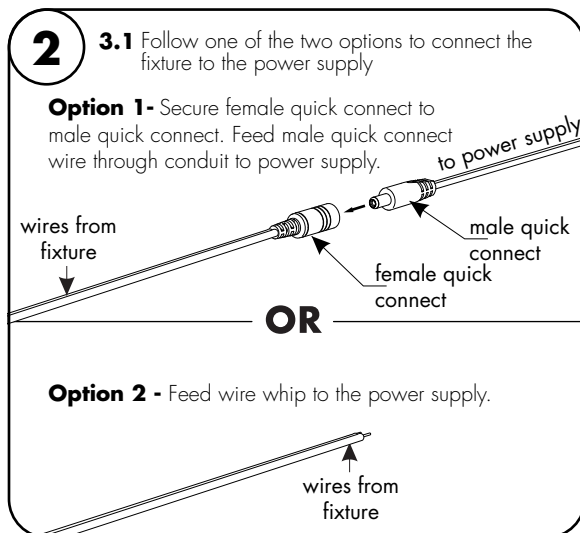 2
3.1 Follow one of the two options to connect the
fixture to the power supply
Option 1- Secure female quick connect to
male quick connect. Feed male quick connect
wire through conduit to power supply.
to power supply
wires from
fixture
male quick
connect
female quick
connect
OR
Option 2 - Feed wire whip to the power supply.
wires from
fixture